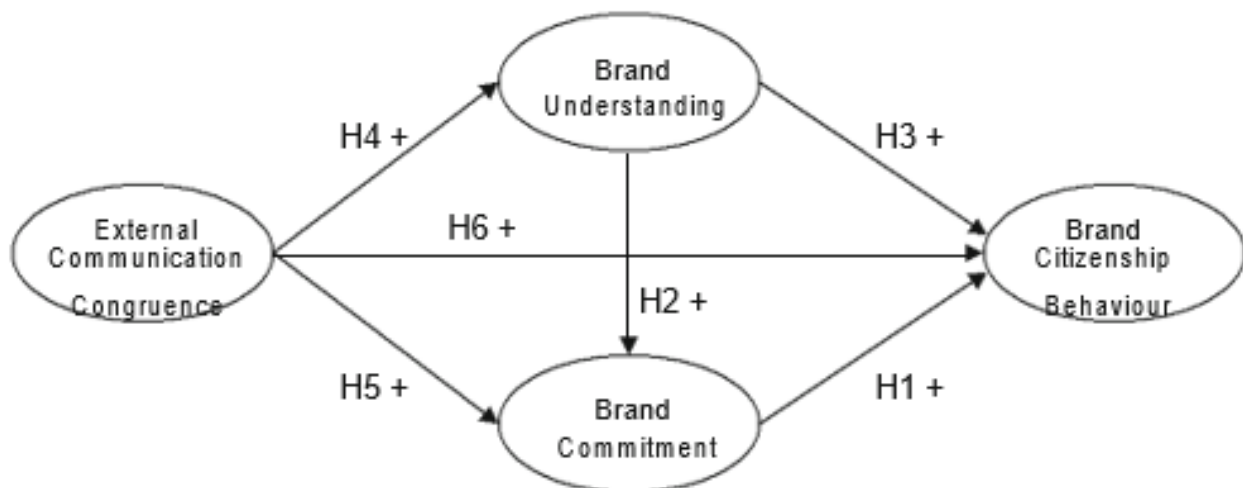 Brand
Understanding
H4 +
H3 +
External
Communication
Congruence
H6 +
Brand
Citizenship
Behaviour
H2 +
H5 +
H1 +
Brand
Commitment